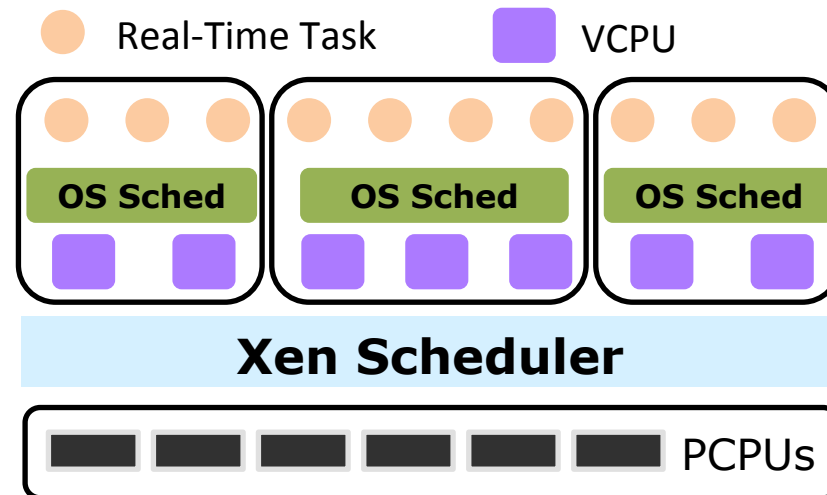 Real-Time Task VCPU
OS Sched OS Sched OS Sched
Xen Scheduler
PCPUs